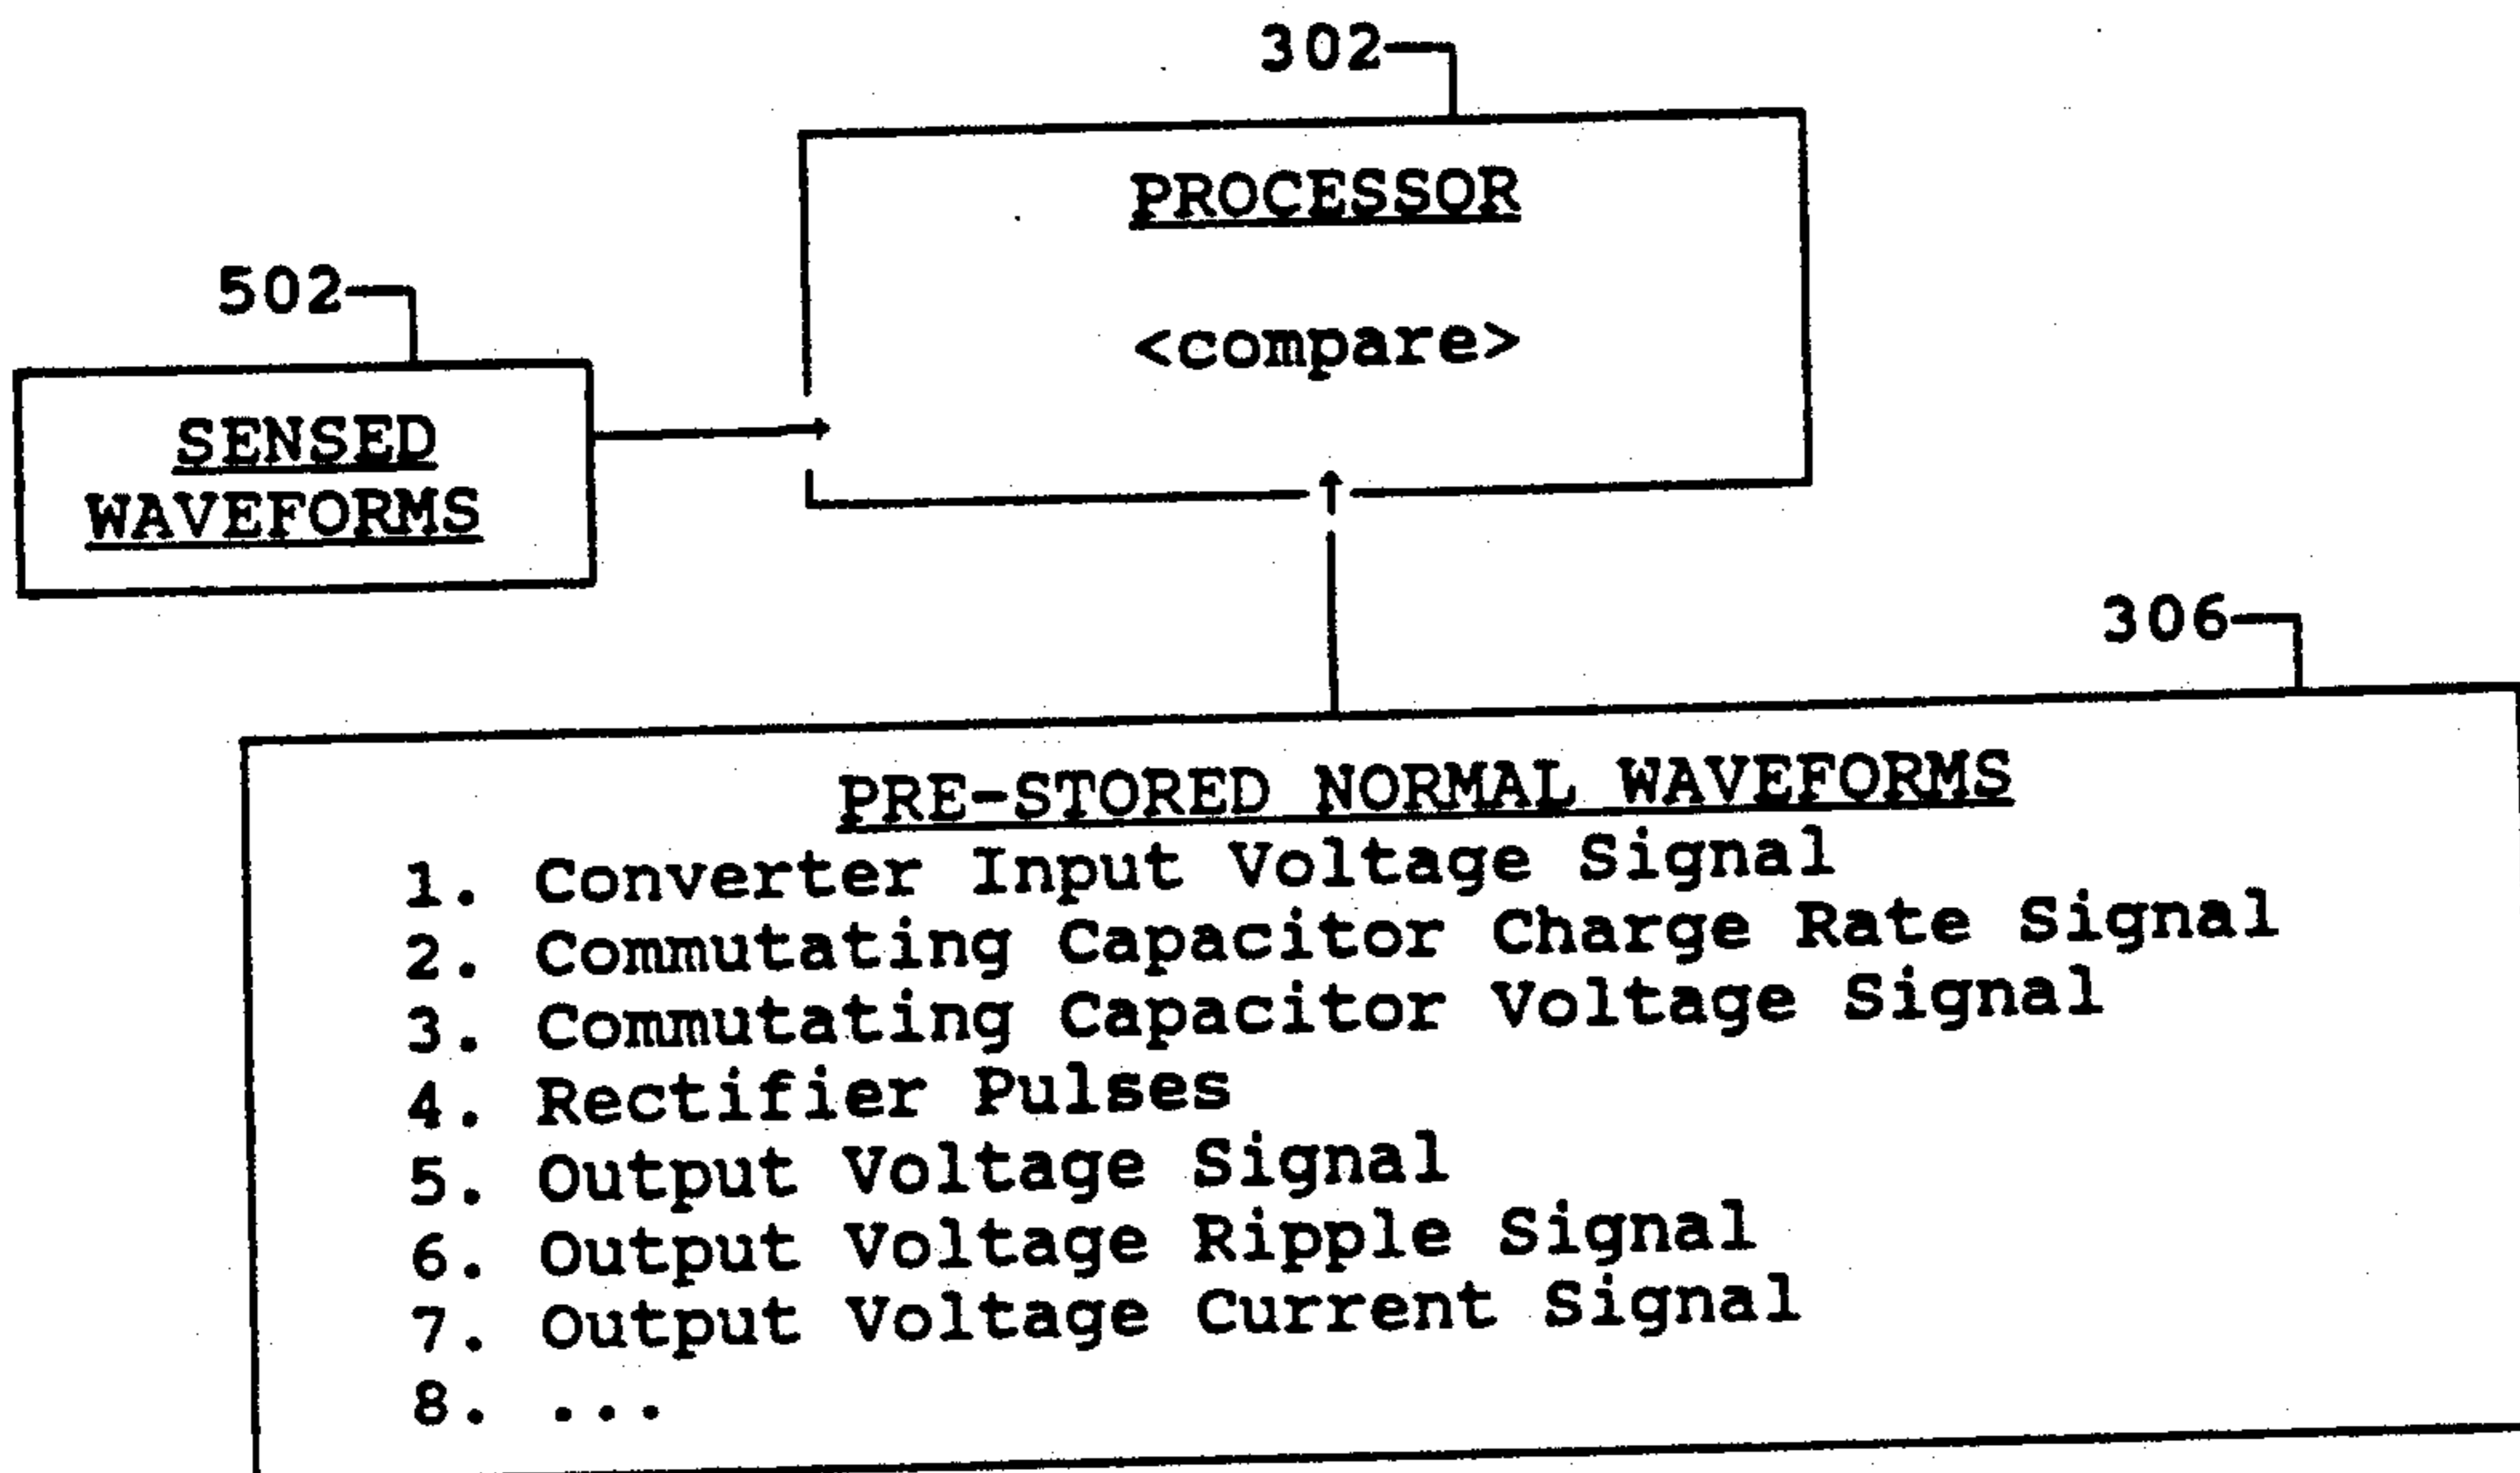 302
PROCESSOR
<compare>
502
SENSED
WAVEFORMS
306
PRE-STORED NORMAL WAVEFORMS
1. Converter Input Voltage Signal
2. Commutating Capacitor Charge Rate Signal
3. Commutating Capacitor Voltage Signal
4. Rectifier Pulses
5. Output Voltage Signal
6. Output Voltage Ripple Signal
7. Output Voltage Current Signal
8. ...